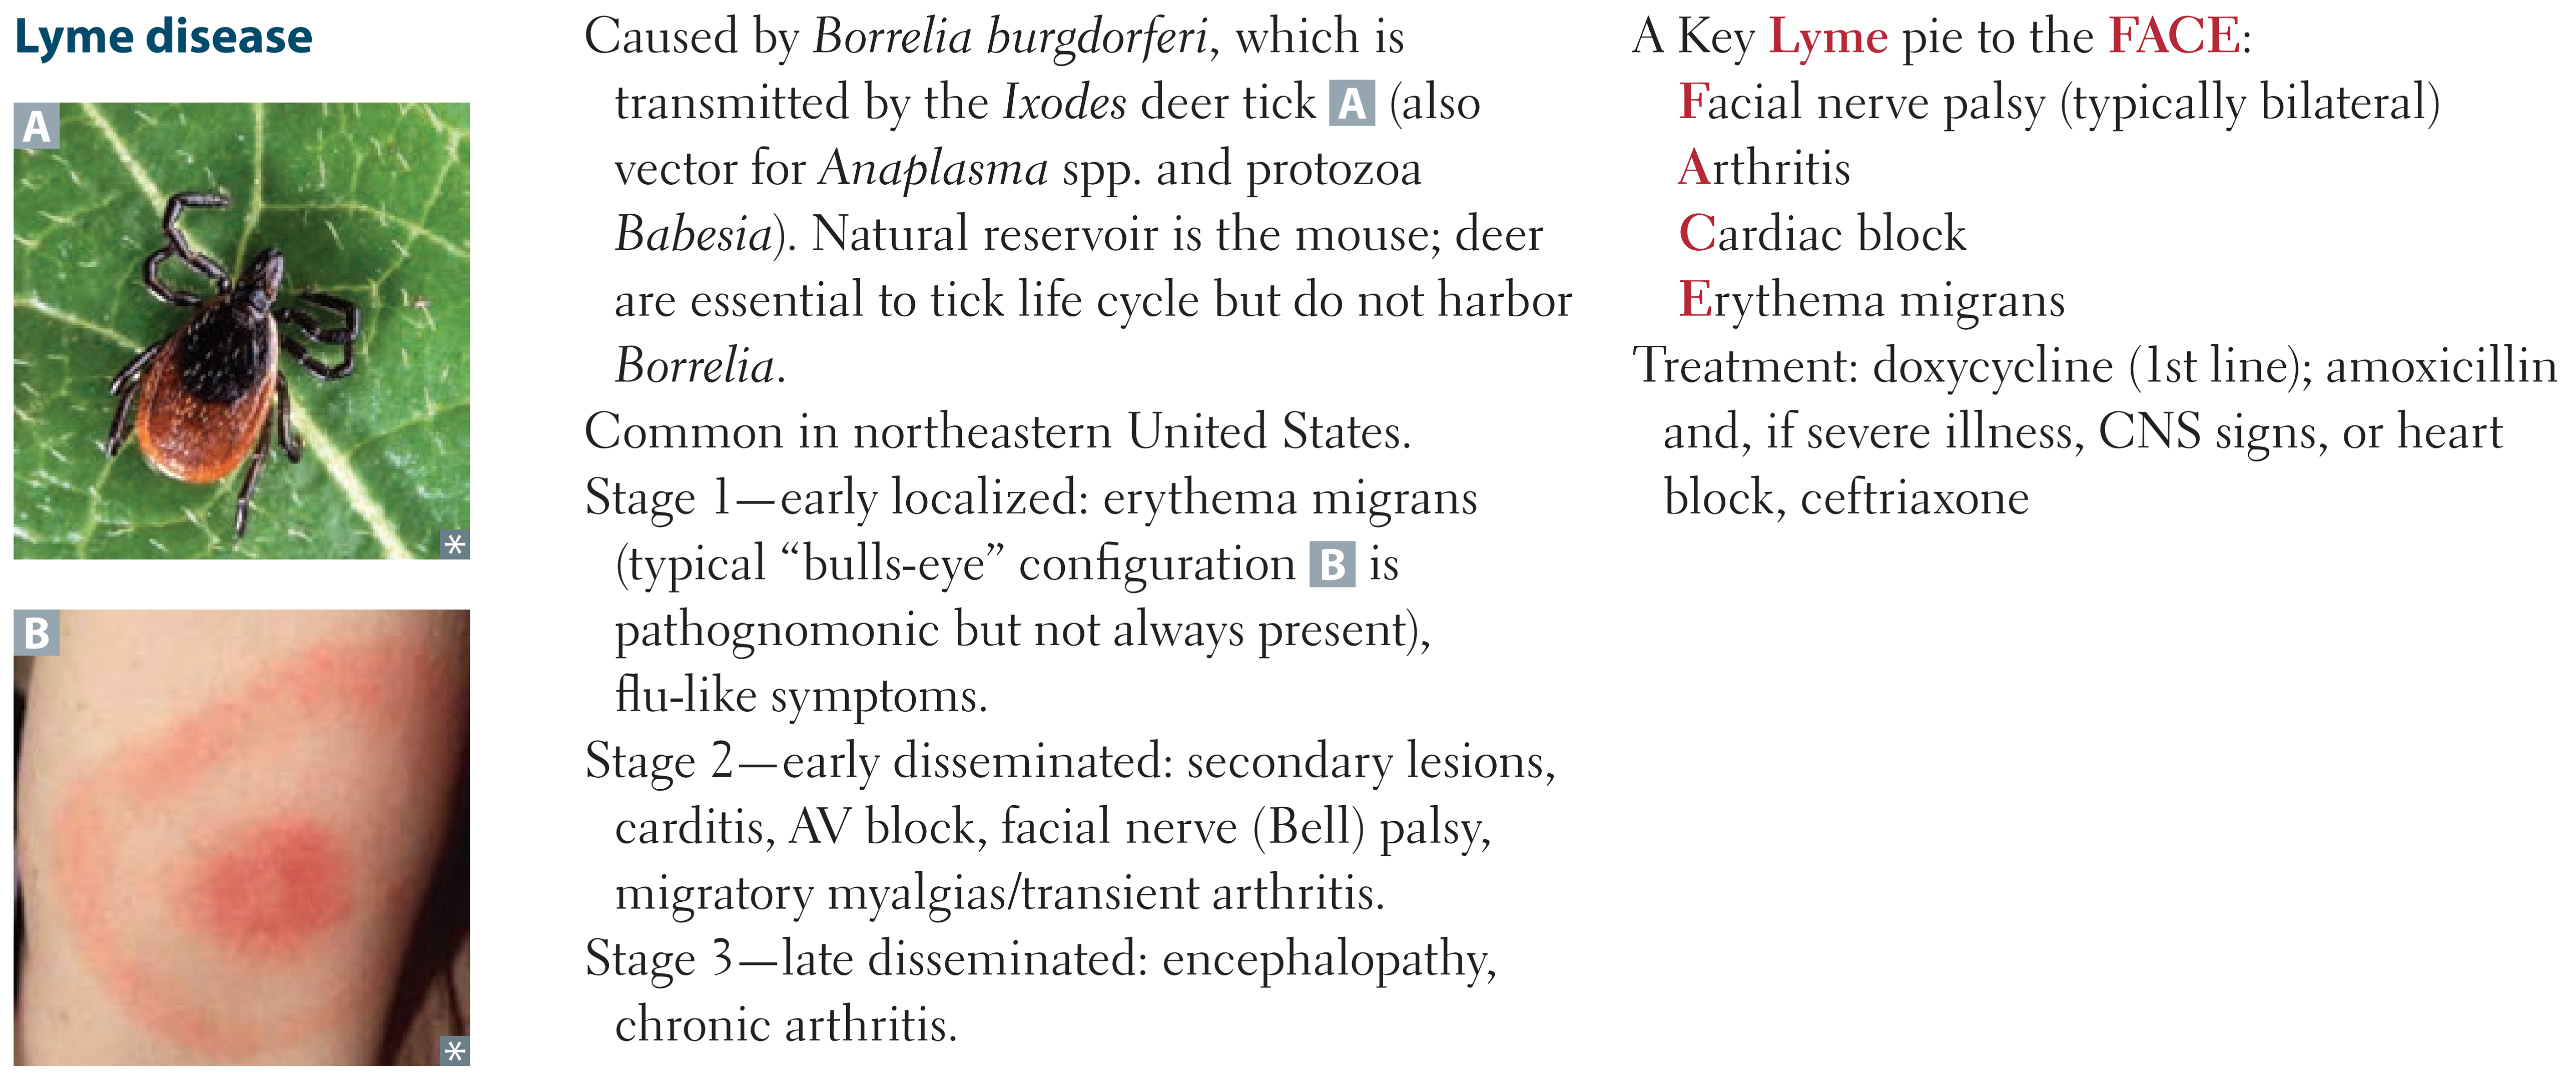 Lyme disease
A
*
B
*
Caused by Borrelia burgdorferi, which is
transmitted by the Ixodes deer tick A (also
vector for Anaplasma spp. and protozoa
Babesia). Natural reservoir is the mouse; deer
are essential to tick life cycle but do not harbor
Borrelia.
Common in northeastern United States.
Stage 1—early localized: erythema migrans
(typical “bulls-eye” configuration B is
pathognomonic but not always present),
flu-like symptoms.
Stage 2—early disseminated: secondary lesions,
carditis, AV block, facial nerve (Bell) palsy,
migratory myalgias/transient arthritis.
Stage 3—late disseminated: encephalopathy,
chronic arthritis.
A Key Lyme pie to the FACE:
Facial nerve palsy (typically bilateral)
Arthritis
Cardiac block
Erythema migrans
Treatment: doxycycline (1st line); amoxicillin
and, if severe illness, CNS signs, or heart
block, ceftriaxone